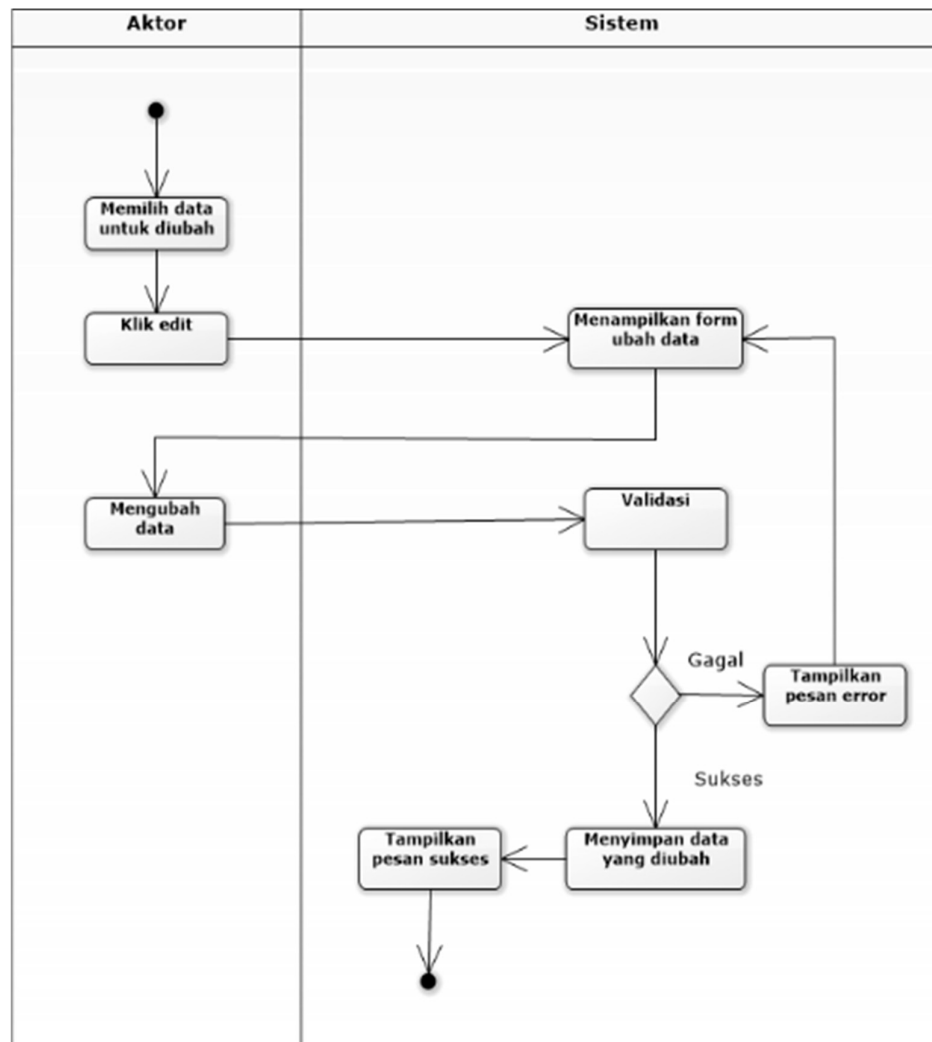 Aktor
Sistem
Memilih data
untuk diubah
Klik edit
Menampilkan form
ubah data
Mengubah
data
Validasi
Gagal
Tampilkan
pesan error
Sukses
Tampilkan
pesan sukses
Menyimpan data
yang diubah